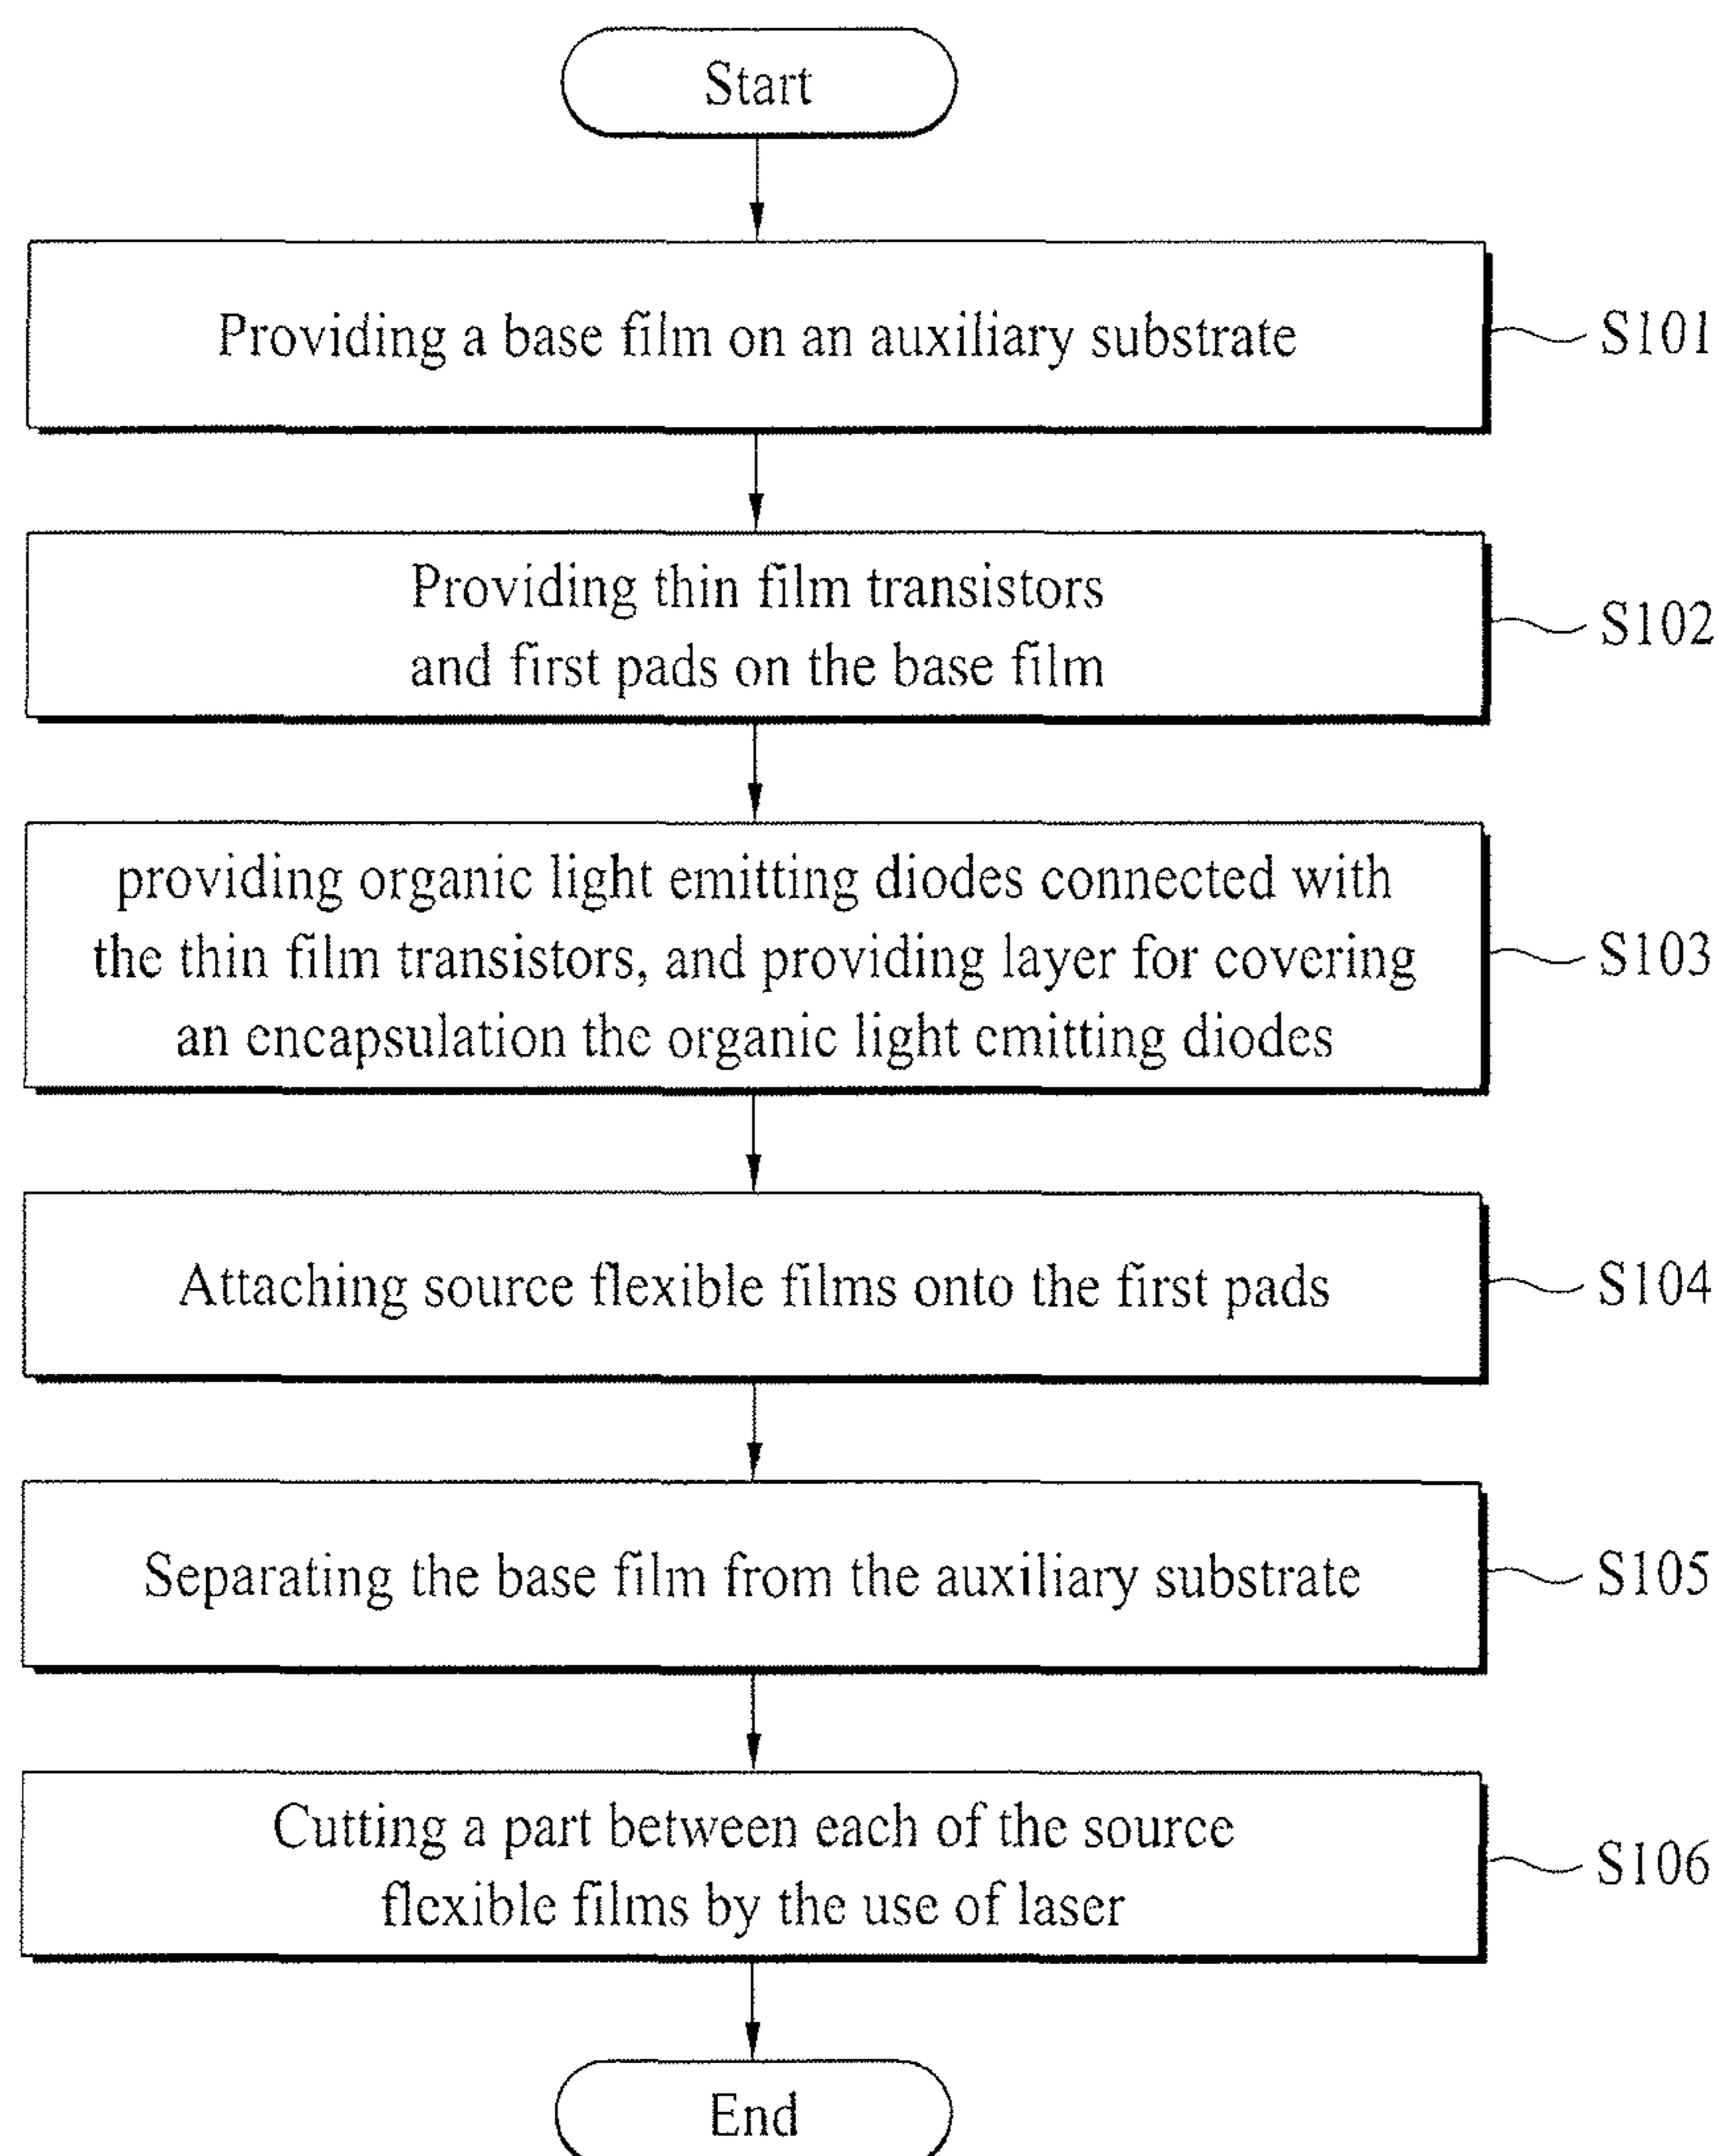 Start
Providing a base film on an auxiliary substrate
S101
Providing thin film transistors
and first pads on the base film
S102
providing organic light emitting diodes connected with
the thin film transistors, and providing layer for covering
an encapsulation the organic light emitting diodes
S103
Attaching source flexible films onto the first pads
S104
Separating the base film from the auxiliary substrate
S105
Cutting a part between each of the source
flexible films by the use of laser
S106
End